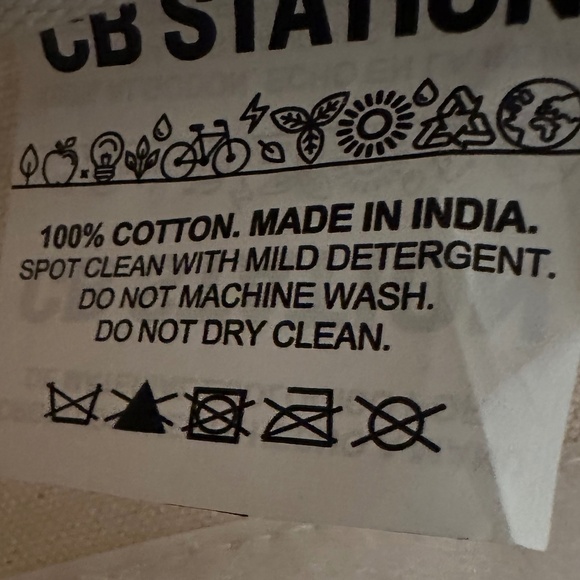 CB STATION
100% COTTON. MADE IN INDIA.
SPOT CLEAN WITH MILD DETERGENT.
DO NOT MACHINE WASH.
DO NOT DRY CLEAN.